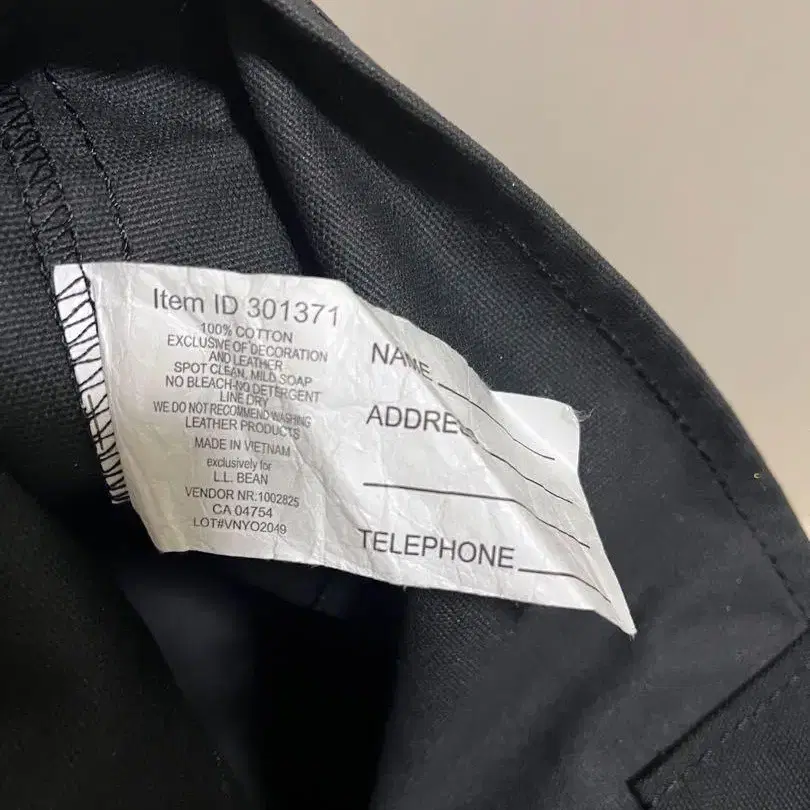 Item ID 301371
100% COTTON
EXCLUSIVE OF DECORATION
AND LEATHER
SPOT CLEAN, MILD SOAP
NO BLEACH-NO DETERGENT
LINE DRY
WE DO NOT RECOMMEND WASHING
LEATHER PRODUCTS
MADE IN VIETNAM
exclusively for
L.L. BEAN
VENDOR NR:1002825
CA 04754
LOT#VNYO2049
NAME
ADDRE
TELEPHONE